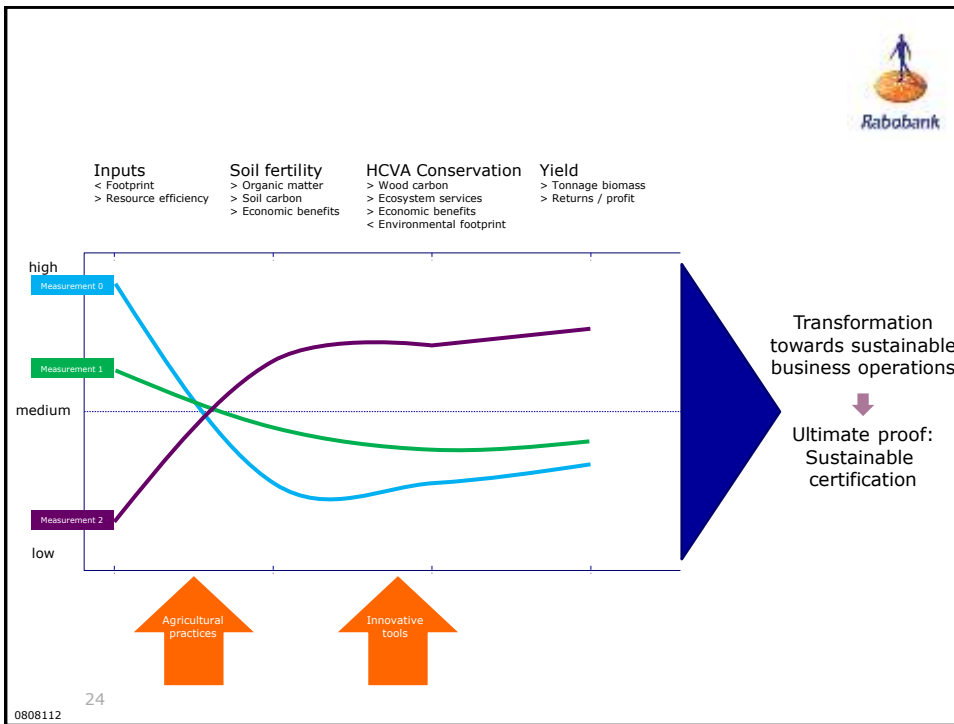 Rabobank
Inputs
< Footprint
> Resource efficiency
Soil fertility
> Organic matter
> Soil carbon
> Economic benefits
HCVA Conservation
> Wood carbon
> Ecosystem services
> Economic benefits
< Environmental footprint
Yield
> Tonnage biomass
> Returns / profit
high
Measurement 0
Measurement 1
medium
Measurement 2
low
Transformation
towards sustainable
business operations
Ultimate proof:
Sustainable
certification
Agricultural
practices
Innovative
tools
24
0808112